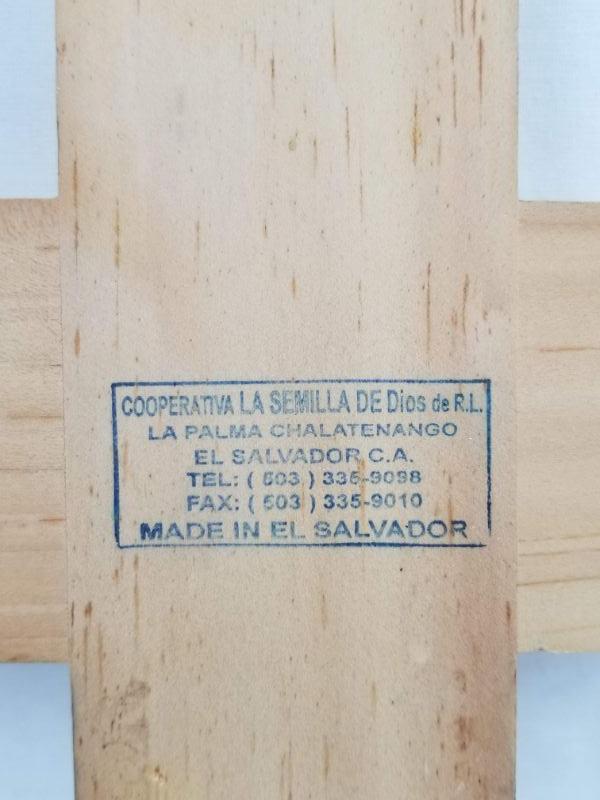 COOPERATIVA LA SEMILLA DE Dios de R.L.
LA PALMA CHALATENANGO
EL SALVADOR C.A.
TEL: ( 503 ) 335-9098
FAX: ( 503 ) 335-9010
MADE IN EL SALVADOR